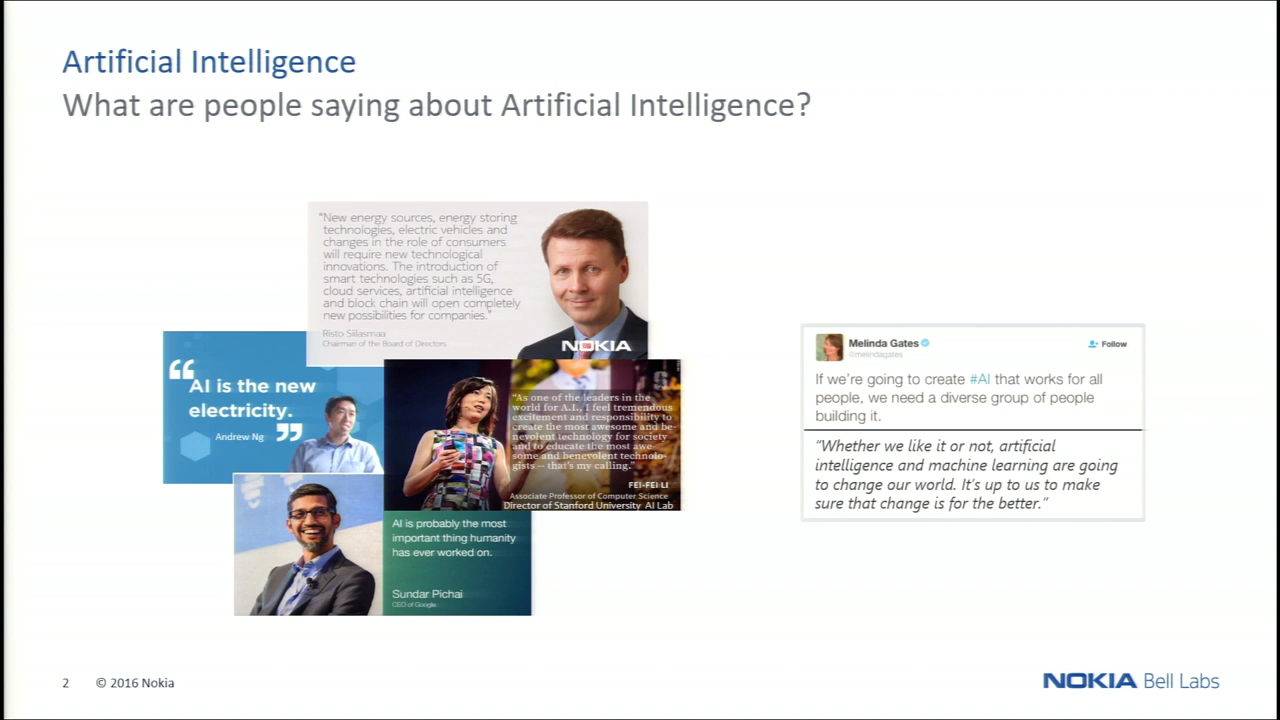 Artificial Intelligence
What are people saying about Artificial Intelligence?
“New energy sources, energy storing
technologies, electric vehicles and
changes in the role of consumers
will require new technological
innovations. The introduction of
smart technologies such as 5G,
cloud services, artificial intelligence
and block chain will open completely
new possibilities for companies.”
Risto Siilasmaa
Chairman of the Board of Directors
NOKIA
“
AI is the new
electricity.
Andrew Ng
”
“As one of the leaders in the
world for A.I., I feel tremendous
excitement and responsibility to
create the most awesome and be-
nevolent technology for society
and to educate the most awe-
some and benevolent technolo-
gists — that's my calling.”
FEI-FEI LI
Associate Professor of Computer Science
Director of Stanford University AI Lab
AI is probably the most
important thing humanity
has ever worked on.
Sundar Pichai
CEO of Google
Melinda Gates
@melindagates
Follow
If we're going to create #AI that works for all
people, we need a diverse group of people
building it.
“Whether we like it or not, artificial
intelligence and machine learning are going
to change our world. It's up to us to make
sure that change is for the better.”
2 © 2016 Nokia
NOKIA Bell Labs